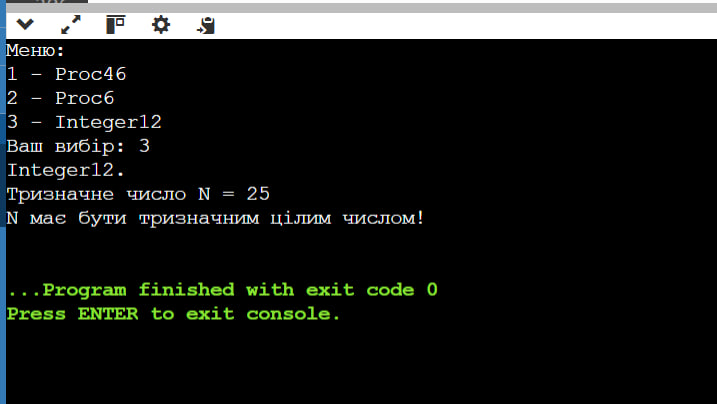 Меню:
1 - Proc46
2 - Proc6
3 - Integer12
Ваш вибір: 3
Integer12.
Тризначне число N = 25
N має бути тризначним цілим числом!
...Program finished with exit code 0
Press ENTER to exit console.